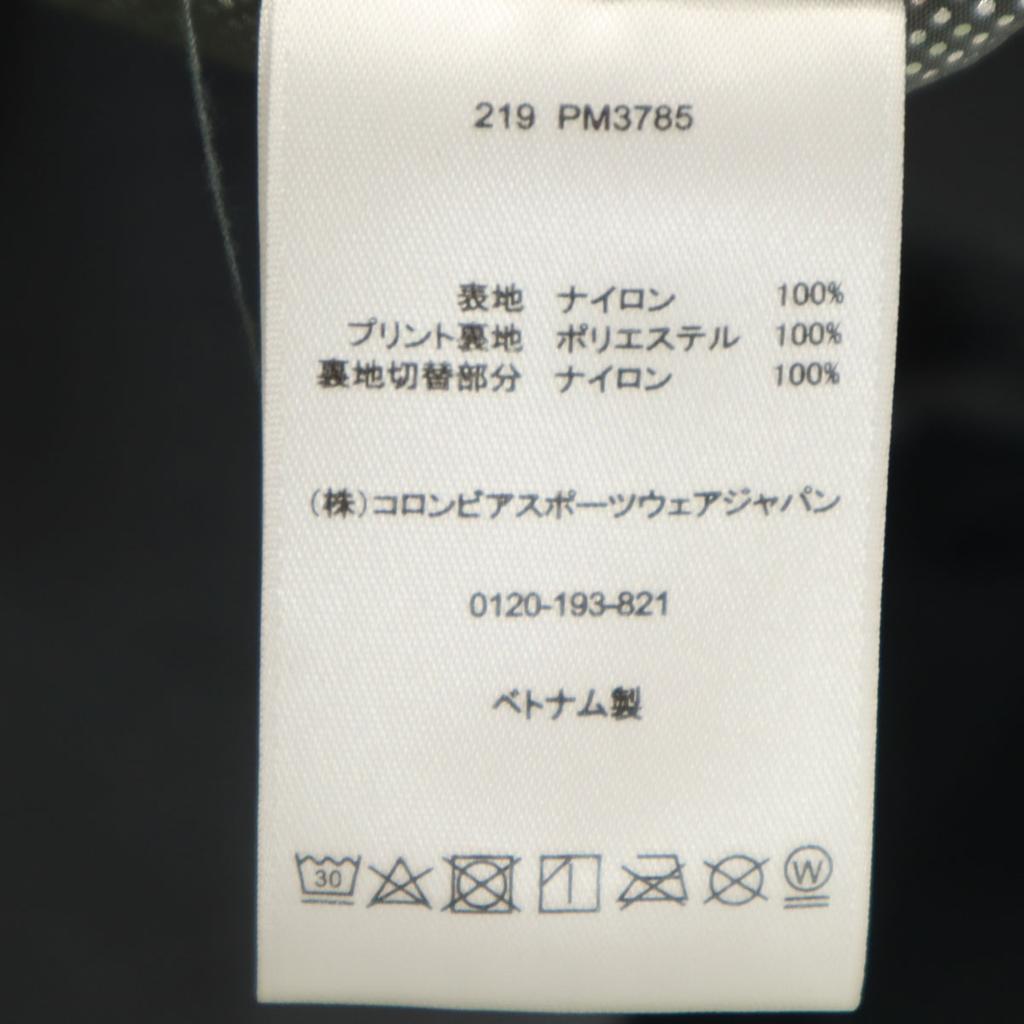 219 PM3785
表地 ナイロン 100%
プリント裏地 ポリエステル 100%
裏地切替部分 ナイロン 100%
(株)コロンビアスポーツウェアジャパン
0120-193-821
ベトナム製
30 W